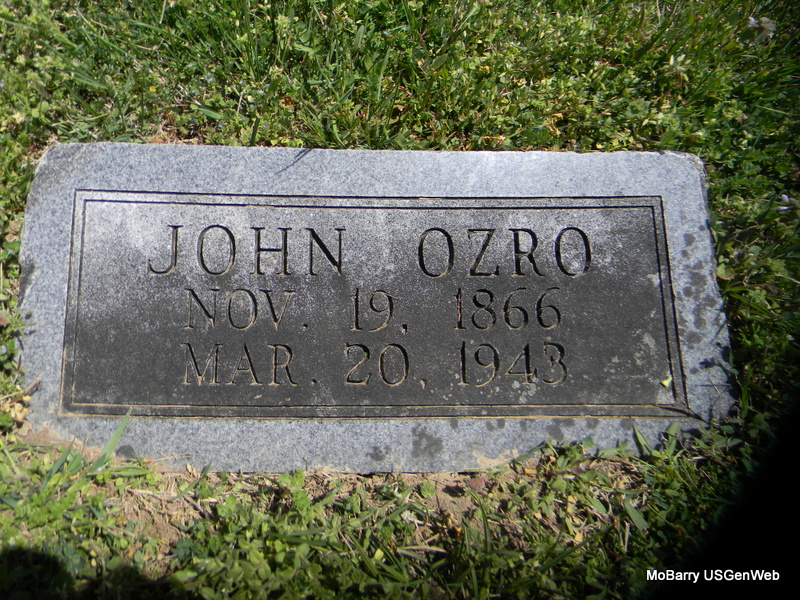 JOHN OZRO
NOV. 19, 1866
MAR. 20, 1943
MoBarry USGenWeb